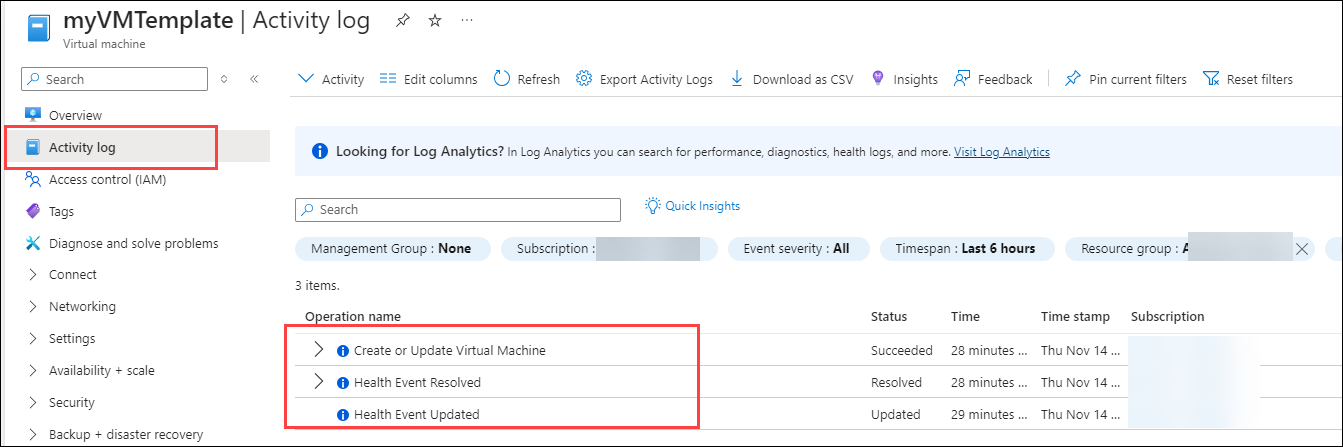 myVMTemplate | Activity log
Virtual machine
Search
Activity
Edit columns
Refresh
Export Activity Logs
Download as CSV
Insights
Feedback
Pin current filters
Reset filters
Overview
Activity log
Access control (IAM)
Tags
Diagnose and solve problems
Connect
Networking
Settings
Availability + scale
Security
Backup + disaster recovery
Looking for Log Analytics? In Log Analytics you can search for performance, diagnostics, health logs, and more. Visit Log Analytics
Search
Quick Insights
Management Group : None
Subscription :
Event severity : All
Timespan : Last 6 hours
Resource group :
3 items.
Operation name Status Time Time stamp Subscription
Create or Update Virtual Machine Succeeded 28 minutes ... Thu Nov 14 ...
Health Event Resolved Resolved 28 minutes ... Thu Nov 14 ...
Health Event Updated Updated 29 minutes ... Thu Nov 14 ...